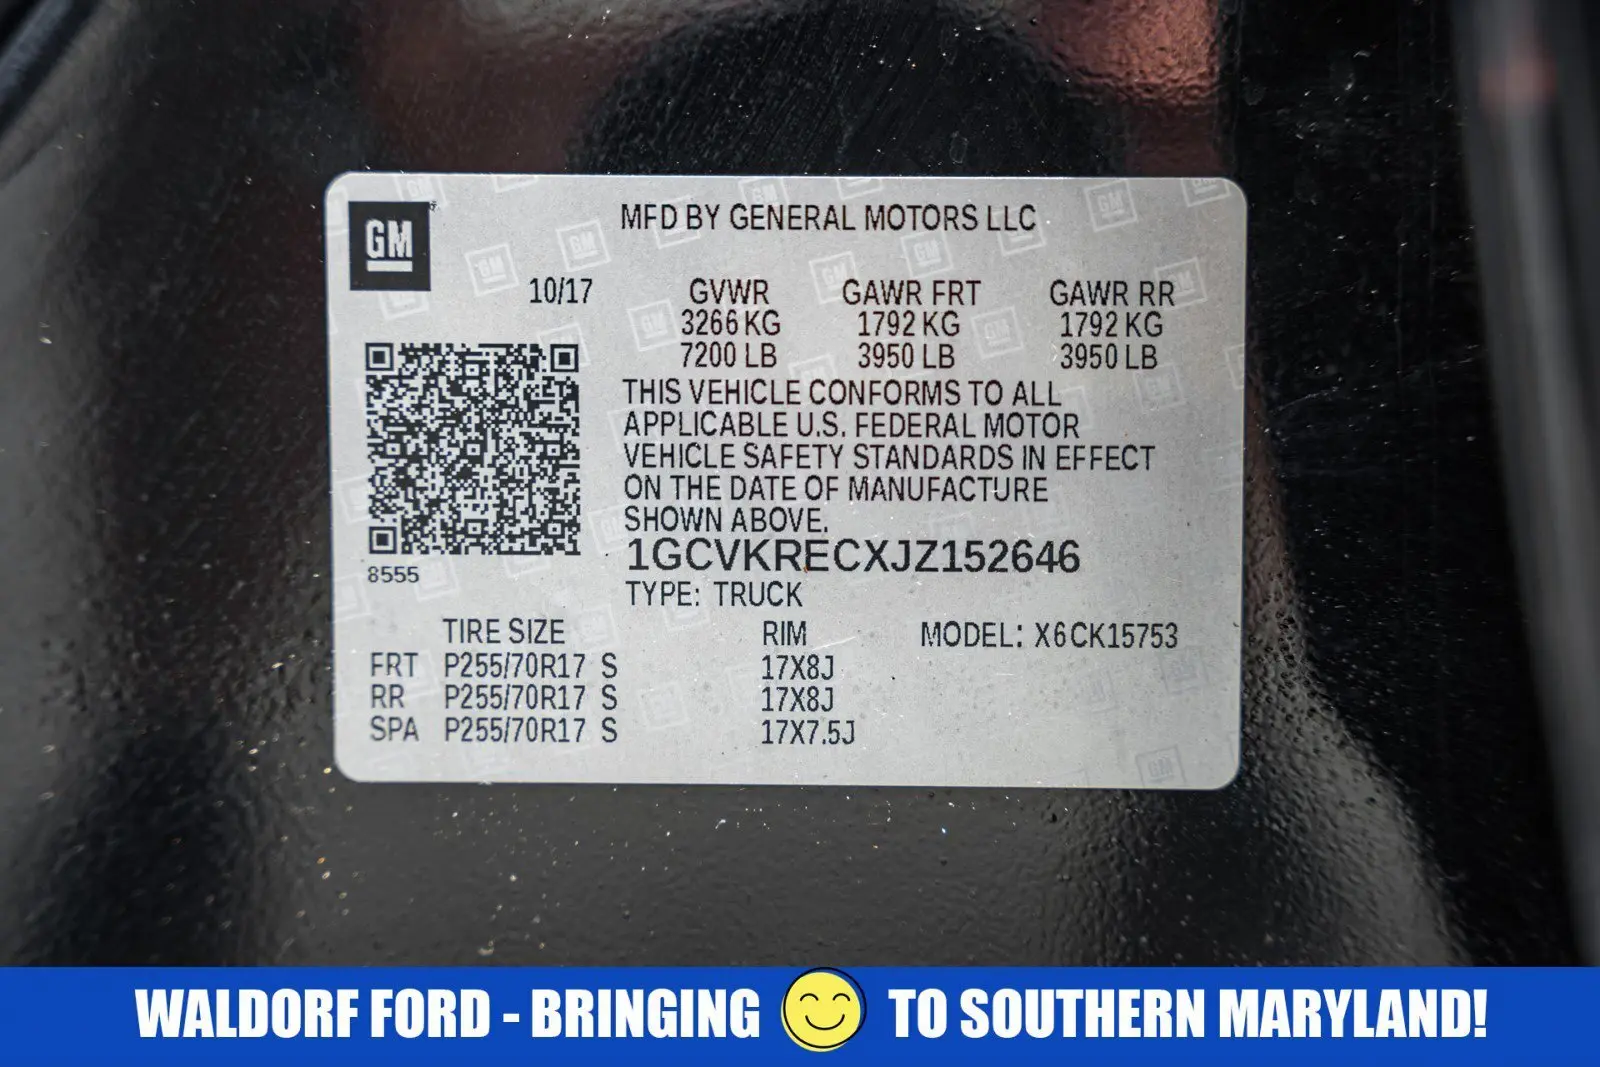 GM
MFD BY GENERAL MOTORS LLC
10/17 GVWR GAWR FRT GAWR RR
3266 KG 1792 KG 1792 KG
7200 LB 3950 LB 3950 LB
THIS VEHICLE CONFORMS TO ALL
APPLICABLE U.S. FEDERAL MOTOR
VEHICLE SAFETY STANDARDS IN EFFECT
ON THE DATE OF MANUFACTURE
SHOWN ABOVE.
1GCVKRECXJZ152646
8555
TYPE: TRUCK
TIRE SIZE RIM MODEL: X6CK15753
FRT P255/70R17 S 17X8J
RR P255/70R17 S 17X8J
SPA P255/70R17 S 17X7.5J
WALDORF FORD - BRINGING TO SOUTHERN MARYLAND!